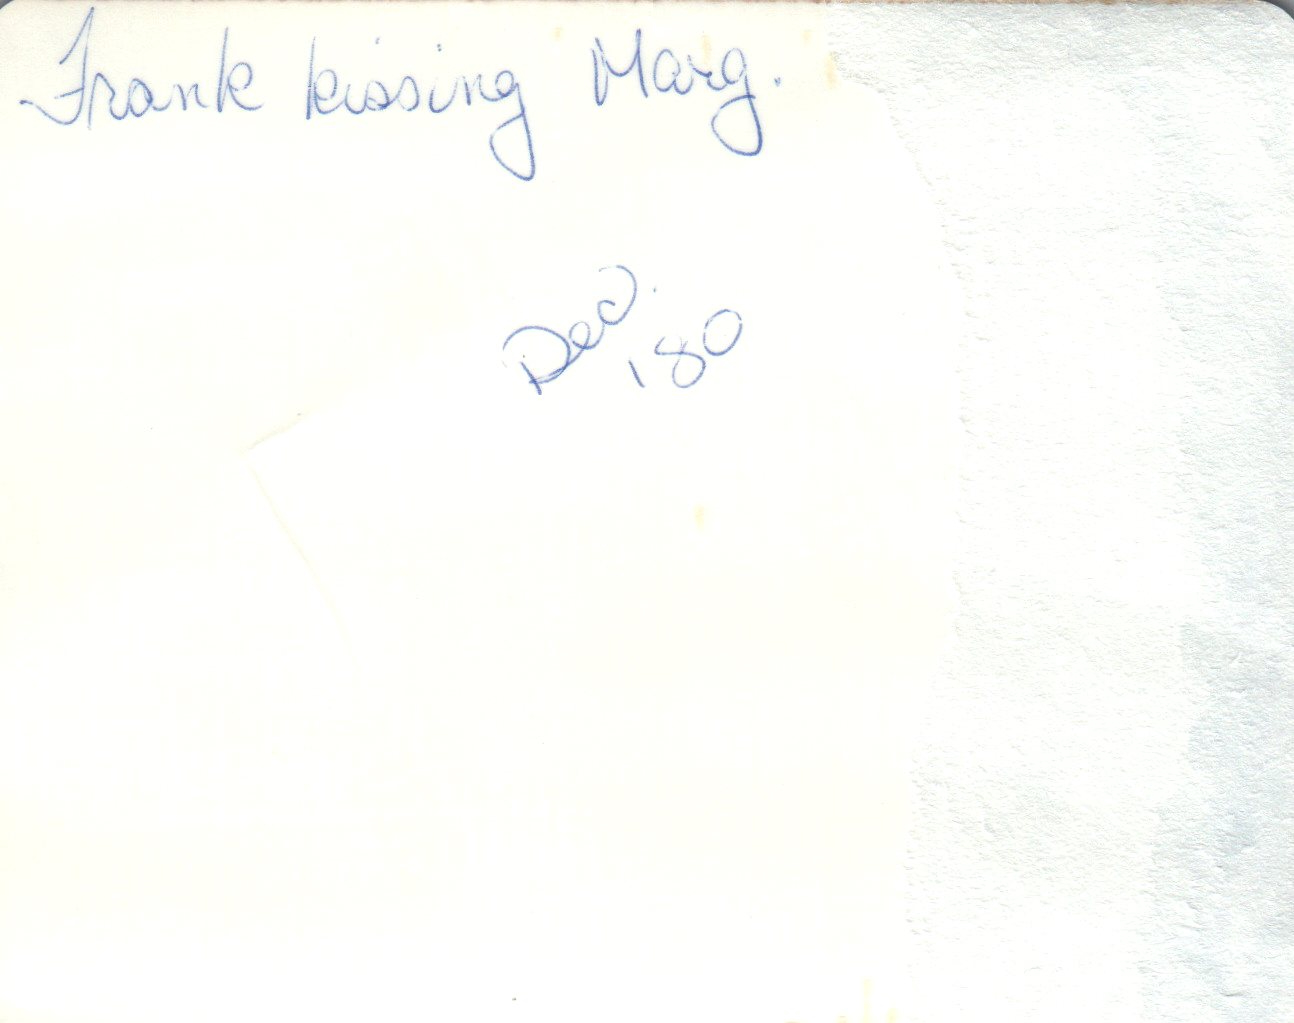 Frank kissing Marg.
Dec. '80